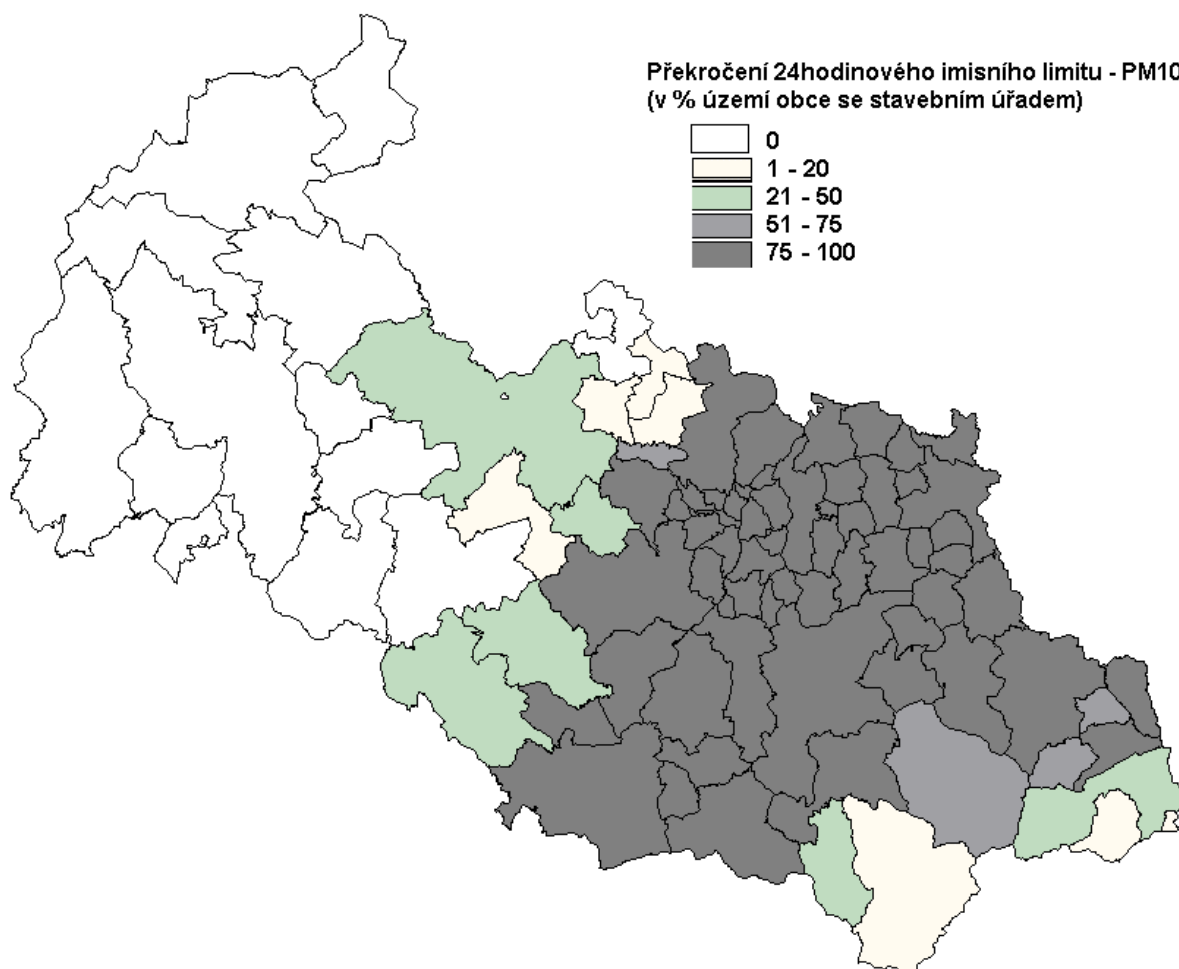 Překročení 24hodinového imisního limitu - PM10
(v % území obce se stavebním úřadem)
0
1 - 20
21 - 50
51 - 75
75 - 100